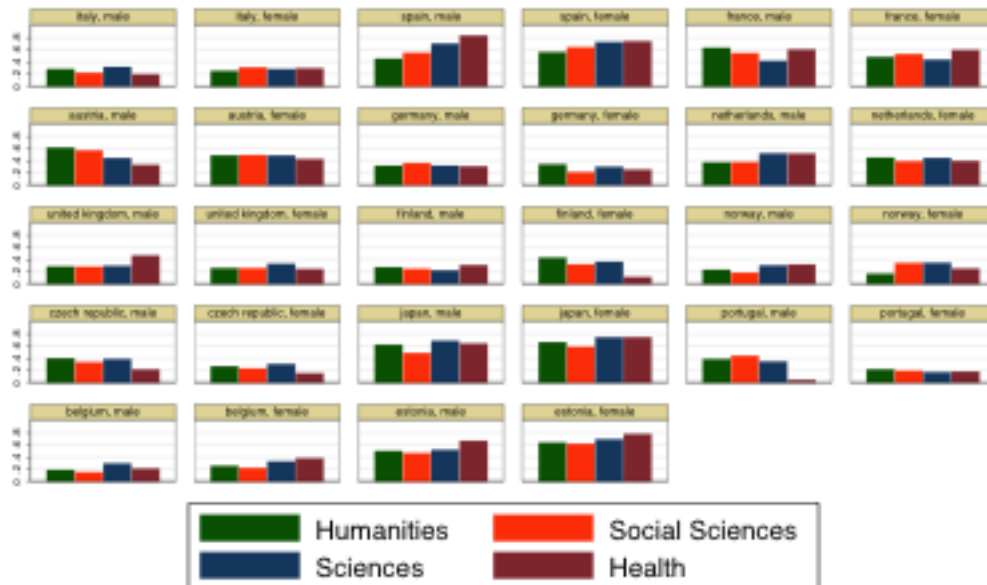 italy, male italy, female spain, male spain, female france, male france, female
austria, male austria, female germany, male germany, female netherlands, male netherlands, female
united kingdom, male united kingdom, female finland, male finland, female norway, male norway, female
czech republic, male czech republic, female japan, male japan, female portugal, male portugal, female
belgium, male belgium, female estonia, male estonia, female
Humanities Social Sciences
Sciences Health